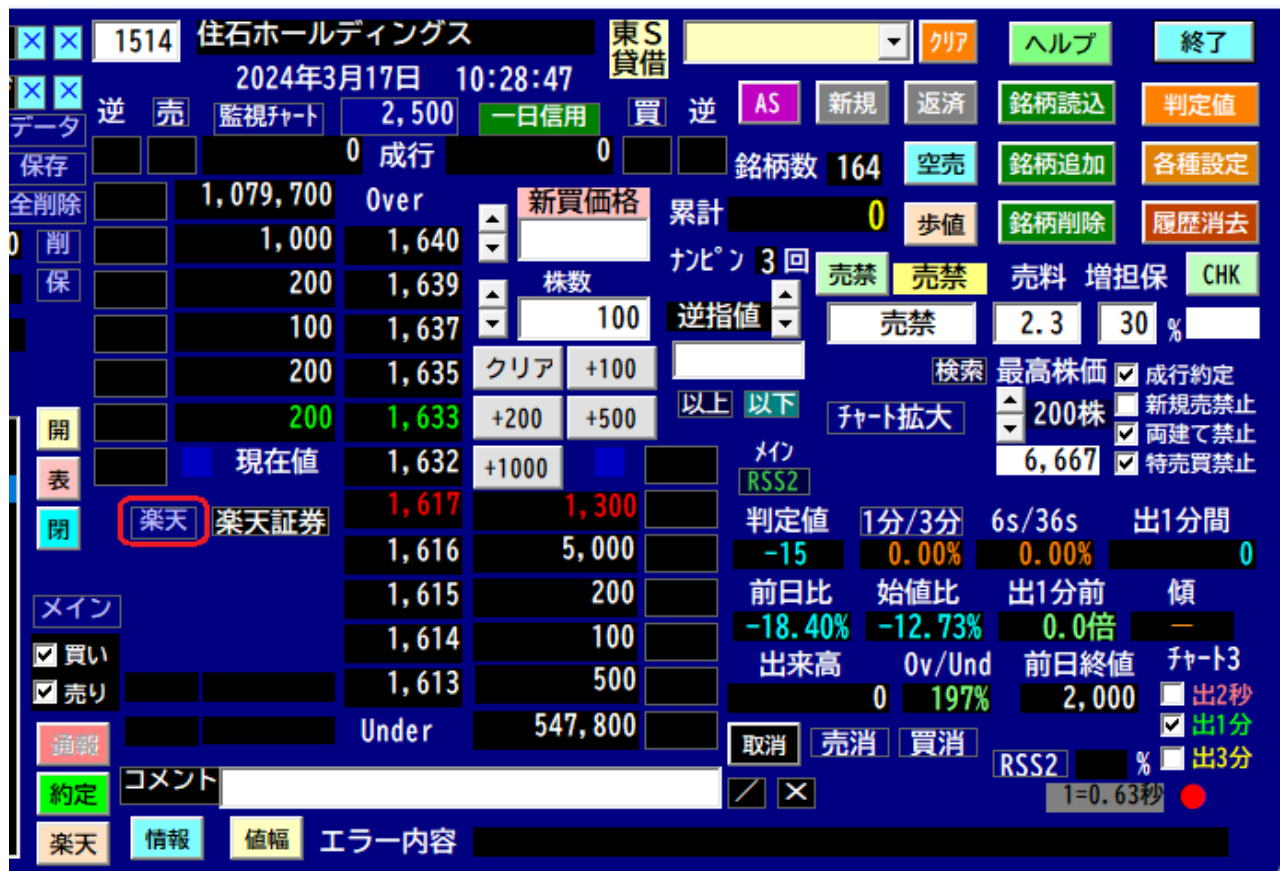 1514 住石ホールディングス 東S クリア ヘルプ 終了
貸借
2024年3月17日 10:28:47
逆 売 監視ﾁｬｰﾄ 2,500 一日信用 買 逆 AS 新規 返済 銘柄読込 判定値
データ
保存 0 成行 0 銘柄数 164 空売 銘柄追加 各種設定
全削除 1,079,700 Over 新買価格 累計 0 歩値 銘柄削除 履歴消去
0 削 1,000 1,640 ﾅﾝﾋﾟﾝ 3 回 売禁 売禁 売料 増担保 CHK
保 200 1,639 株数
100 1,637 100 逆指値 売禁 2.3 30 %
200 1,635 クリア +100 検索 最高株価 成行約定
開 200 1,633 +200 +500 以上 以下 ﾁｬｰﾄ拡大 200株 新規売禁止
両建て禁止
表 現在値 1,632 +1000 ﾒｲﾝ 6,667 特売買禁止
RSS2
閉 楽天 楽天証券 1,617 1,300 判定値 1分/3分 6s/36s 出1分間
1,616 5,000 -15 0.00% 0.00% 0
メイン 1,615 200 前日比 始値比 出1分前 傾
買い 1,614 100 -18.40% -12.73% 0.0倍 －
売り 1,613 500 出来高 Ov/Und 前日終値 ﾁｬｰﾄ3
0 197% 2,000 出2秒
通報 Under 547,800 取消 売消 買消 出1分
RSS2 % 出3分
約定 コメント ／ × 1=0.63秒
楽天 情報 値幅 エラー内容